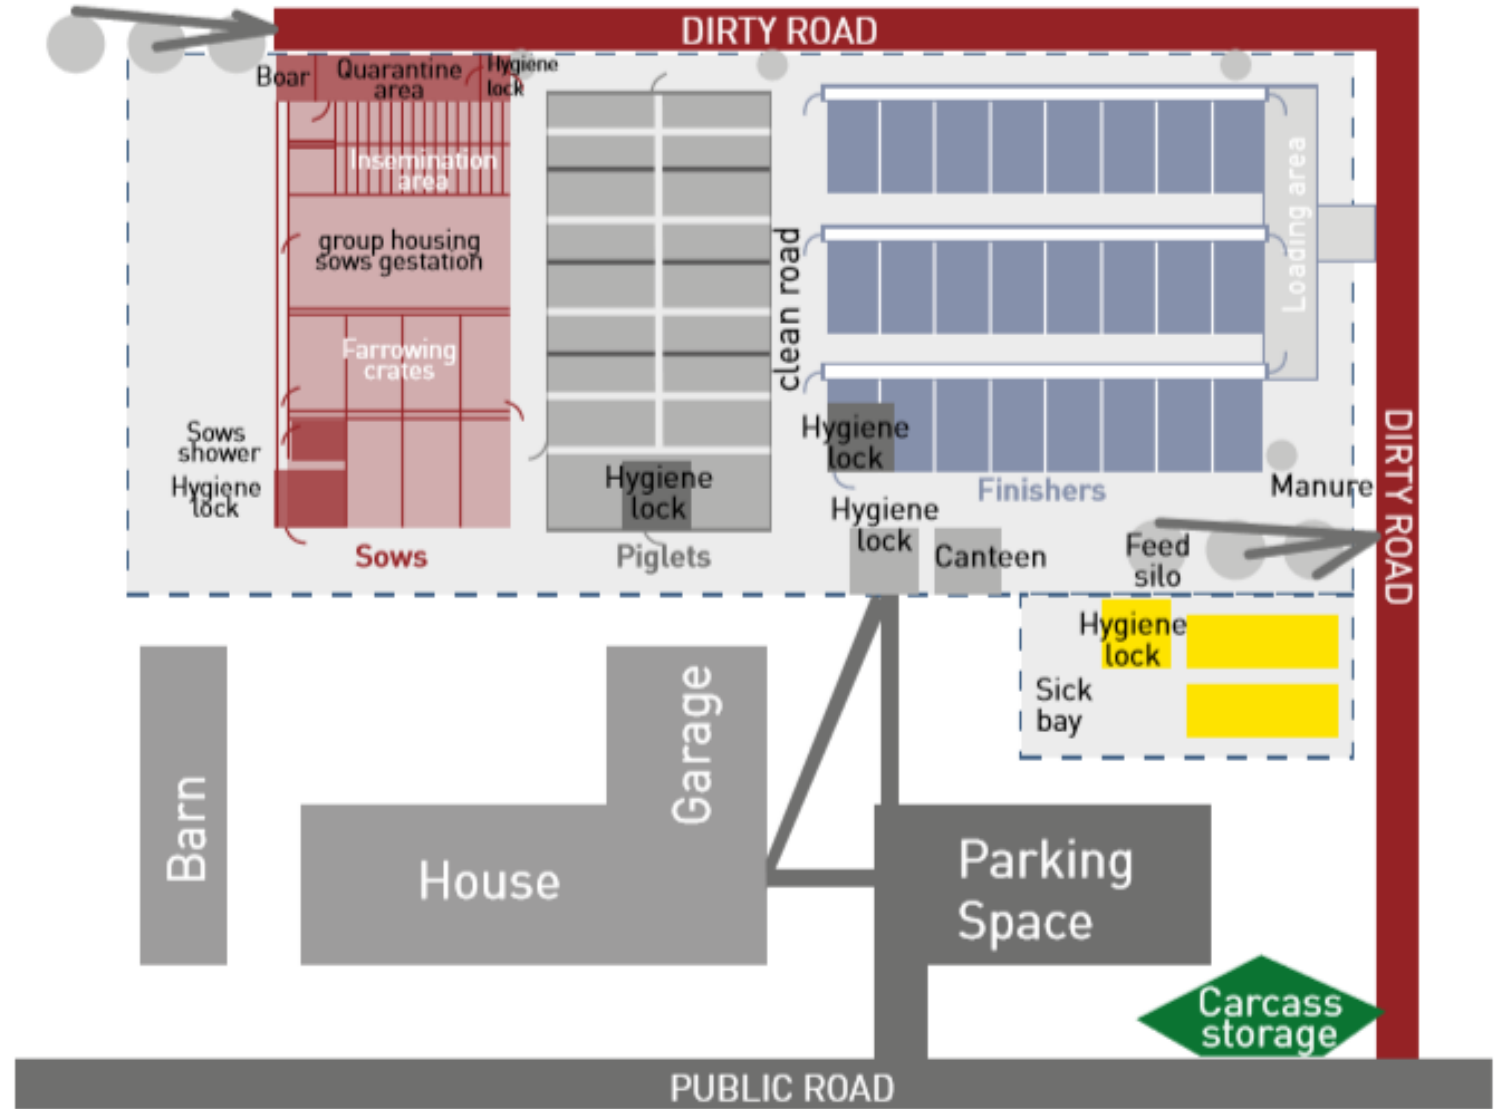 DIRTY ROAD
Boar
Quarantine
area
Hygiene
lock
Insemination
area
group housing
sows gestation
Farrowing
crates
Sows
shower
Hygiene
lock
Sows
Hygiene
lock
Piglets
clean road
Loading area
Hygiene
lock
Finishers
Manure
Hygiene
lock
Canteen
Feed
silo
DIRTY ROAD
Hygiene
lock
Sick
bay
Barn
Garage
House
Parking
Space
Carcass
storage
PUBLIC ROAD